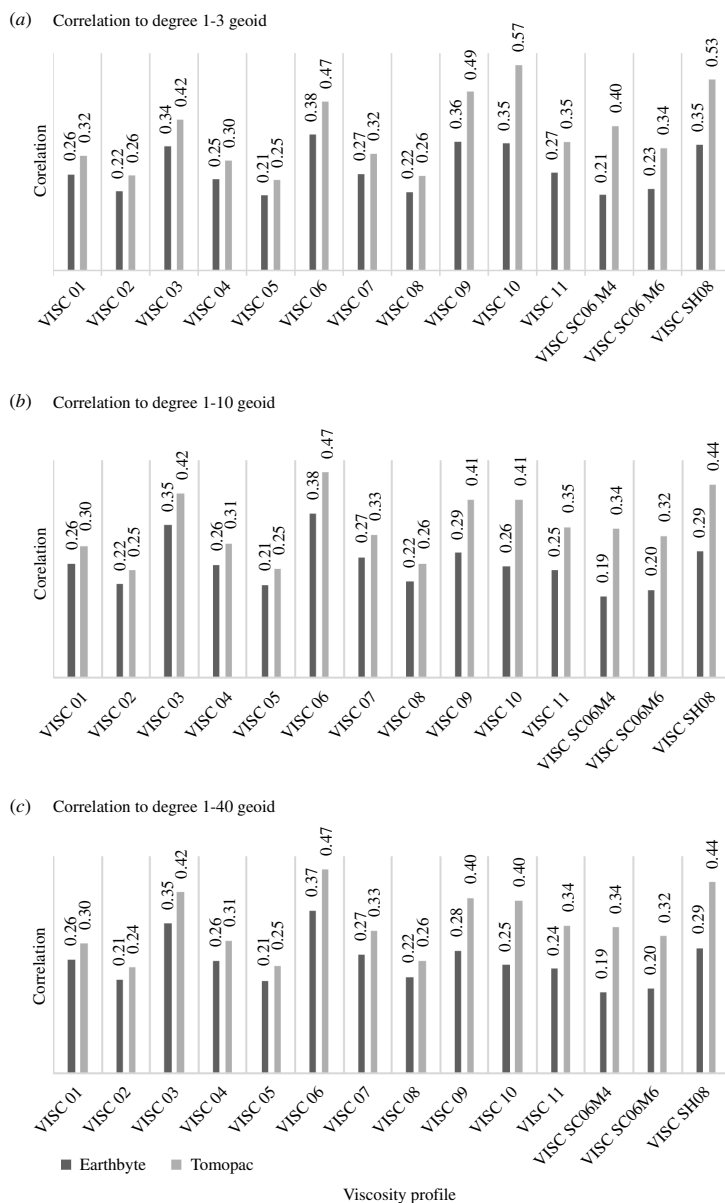 (a) Correlation to degree 1-3 geoid
Corelation
0.26 0.32 0.22 0.26 0.34 0.42 0.25 0.30 0.21 0.25 0.38 0.47 0.27 0.32 0.22 0.26 0.36 0.49 0.35 0.57 0.27 0.35 0.21 0.40 0.23 0.34 0.35 0.53
VISC 01 VISC 02 VISC 03 VISC 04 VISC 05 VISC 06 VISC 07 VISC 08 VISC 09 VISC 10 VISC 11 VISC SC06 M4 VISC SC06 M6 VISC SH08
(b) Correlation to degree 1-10 geoid
Corelation
0.26 0.30 0.22 0.25 0.35 0.42 0.26 0.31 0.21 0.25 0.38 0.47 0.27 0.33 0.22 0.26 0.29 0.41 0.26 0.41 0.25 0.35 0.19 0.34 0.20 0.32 0.29 0.44
VISC 01 VISC 02 VISC 03 VISC 04 VISC 05 VISC 06 VISC 07 VISC 08 VISC 09 VISC 10 VISC 11 VISC SC06M4 VISC SC06M6 VISC SH08
(c) Correlation to degree 1-40 geoid
Correlation
0.26 0.30 0.21 0.24 0.35 0.42 0.26 0.31 0.21 0.25 0.37 0.47 0.27 0.33 0.22 0.26 0.28 0.40 0.25 0.40 0.24 0.34 0.19 0.34 0.20 0.32 0.29 0.44
VISC 01 VISC 02 VISC 03 VISC 04 VISC 05 VISC 06 VISC 07 VISC 08 VISC 09 VISC 10 VISC 11 VISC SC06M4 VISC SC06M6 VISC SH08
Earthbyte Tomopac
Viscosity profile